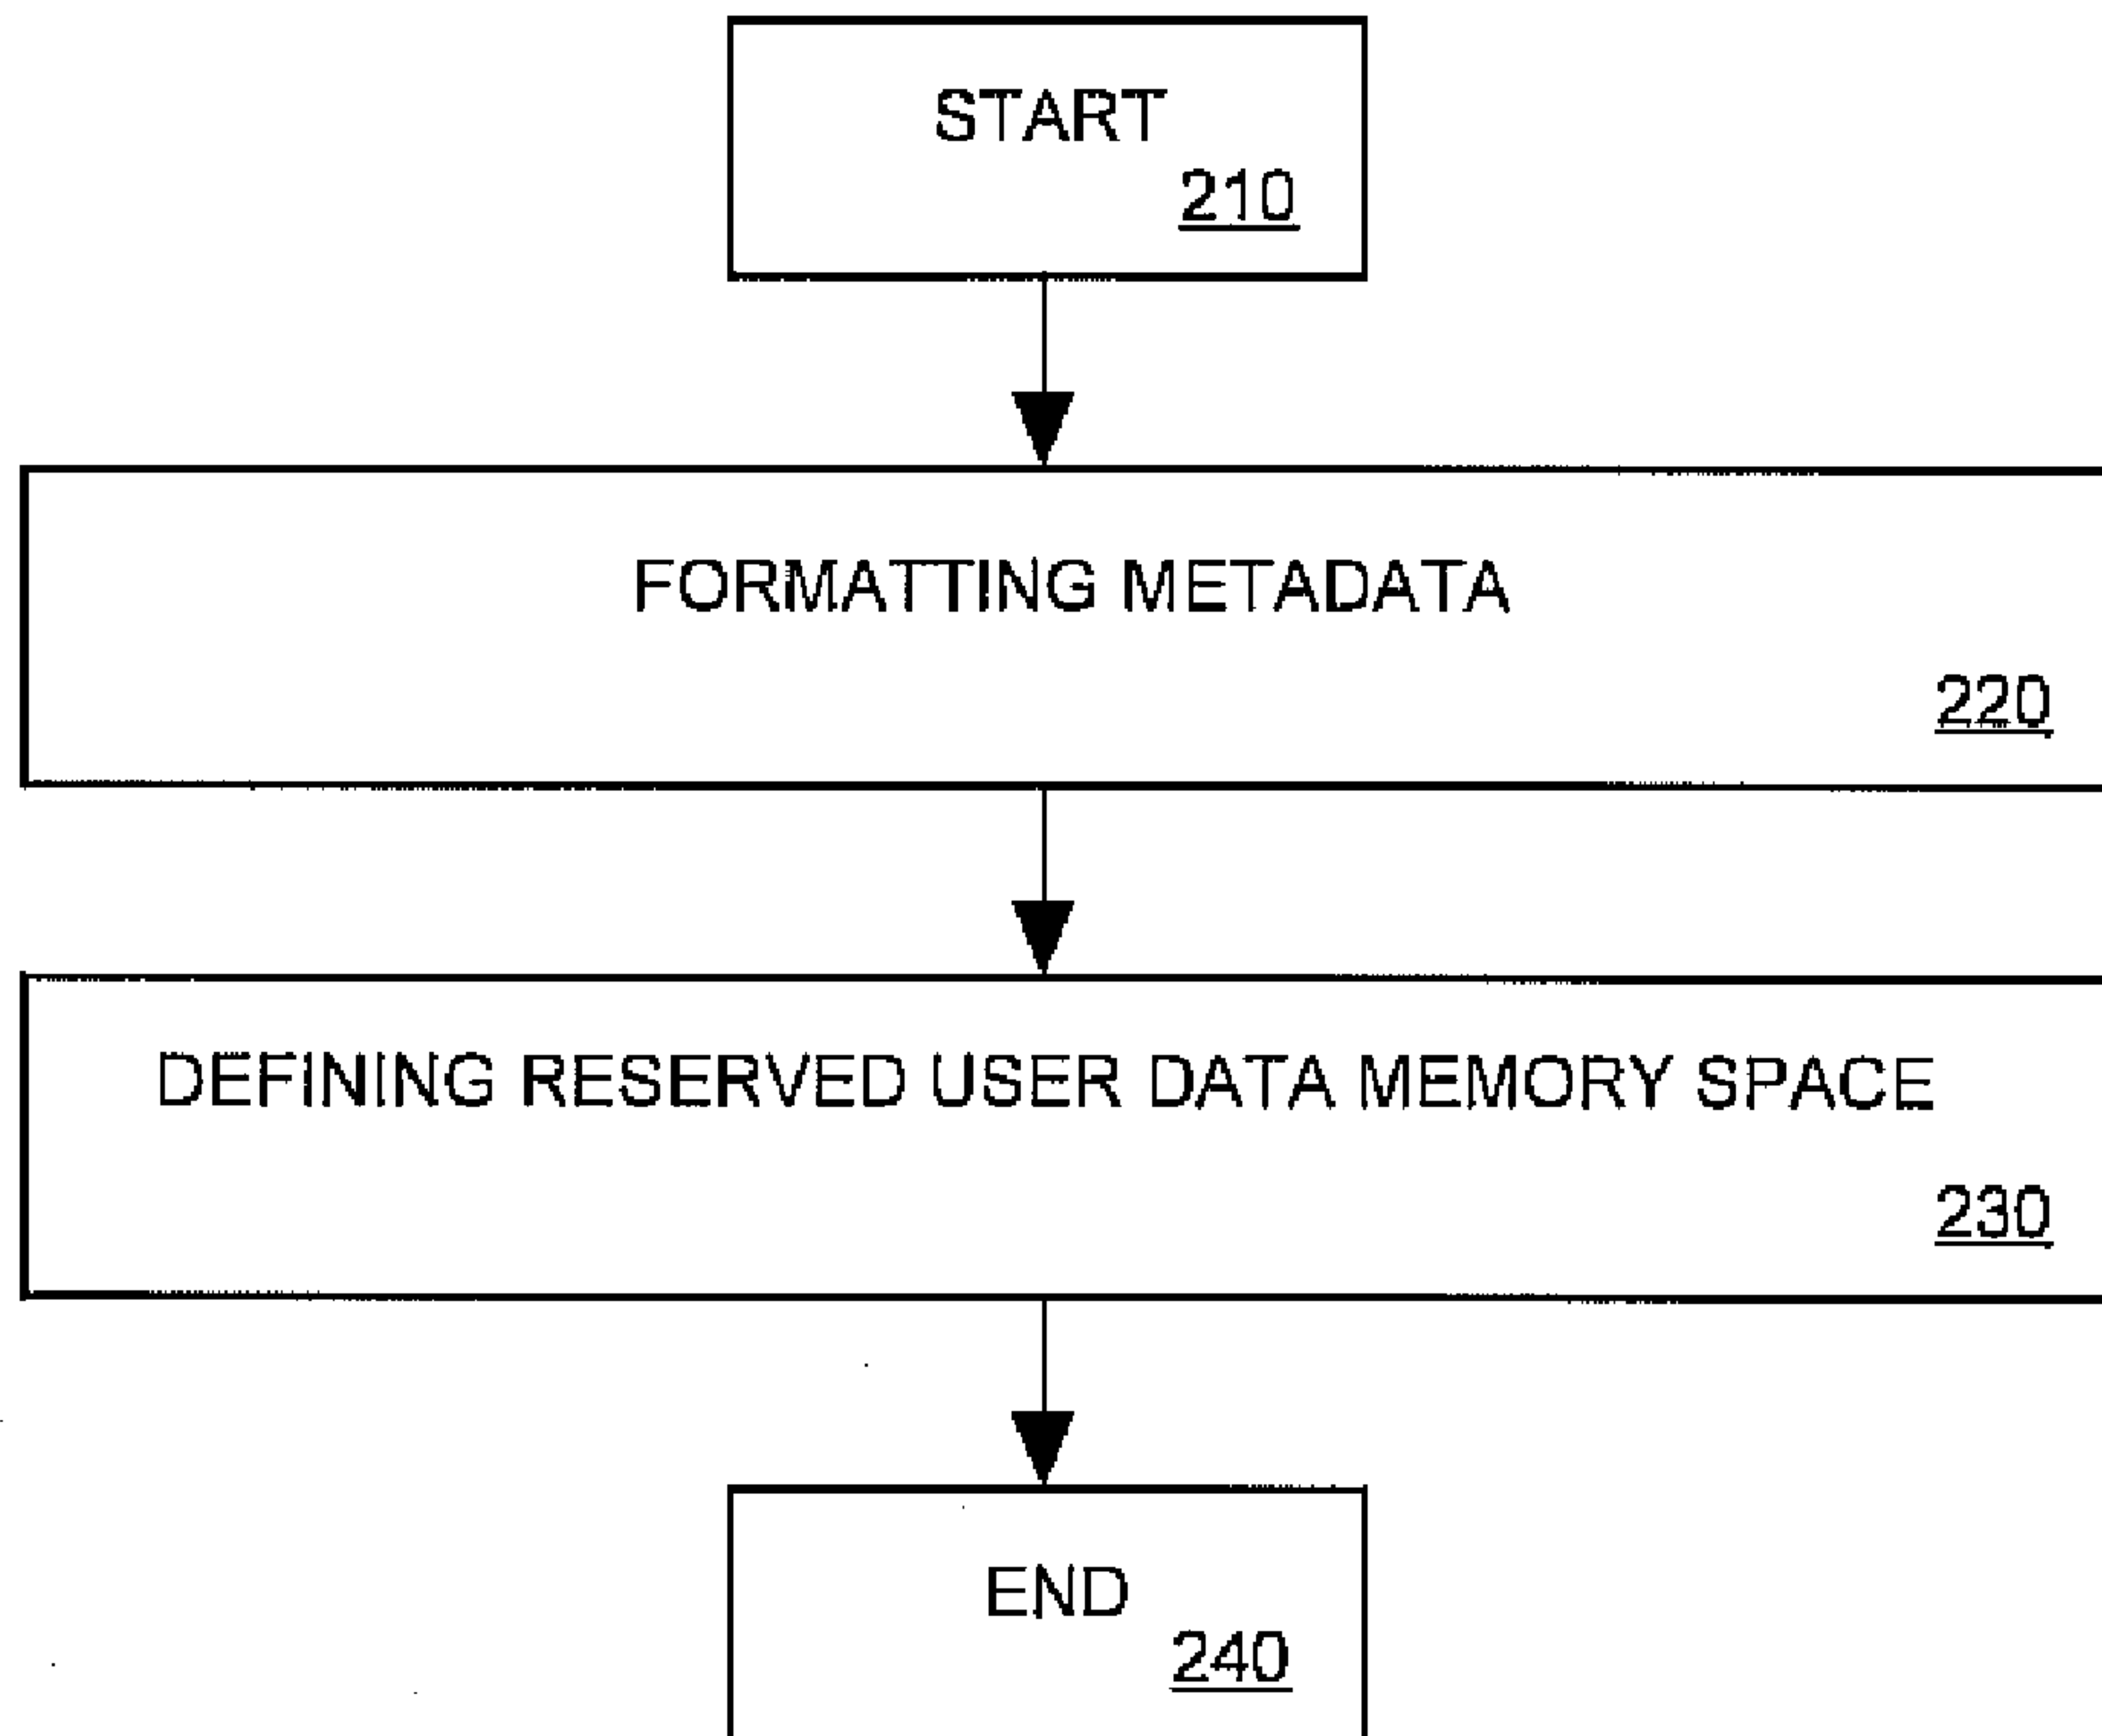 START
210
FORMATTING METADATA
220
DEFINING RESERVED USER DATA MEMORY SPACE
230
END
240